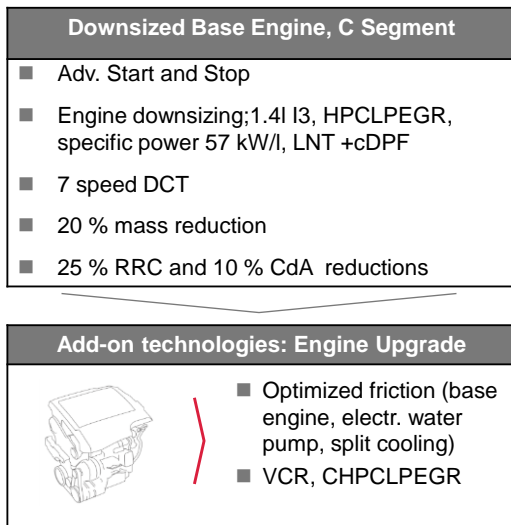 Downsized Base Engine, C Segment
■ Adv. Start and Stop
■ Engine downsizing;1.4l I3, HPCLPEGR,
specific power 57 kW/l, LNT +cDPF
■ 7 speed DCT
■ 20 % mass reduction
■ 25 % RRC and 10 % CdA reductions
Add-on technologies: Engine Upgrade
■ Optimized friction (base
engine, electr. water
pump, split cooling)
■ VCR, CHPCLPEGR